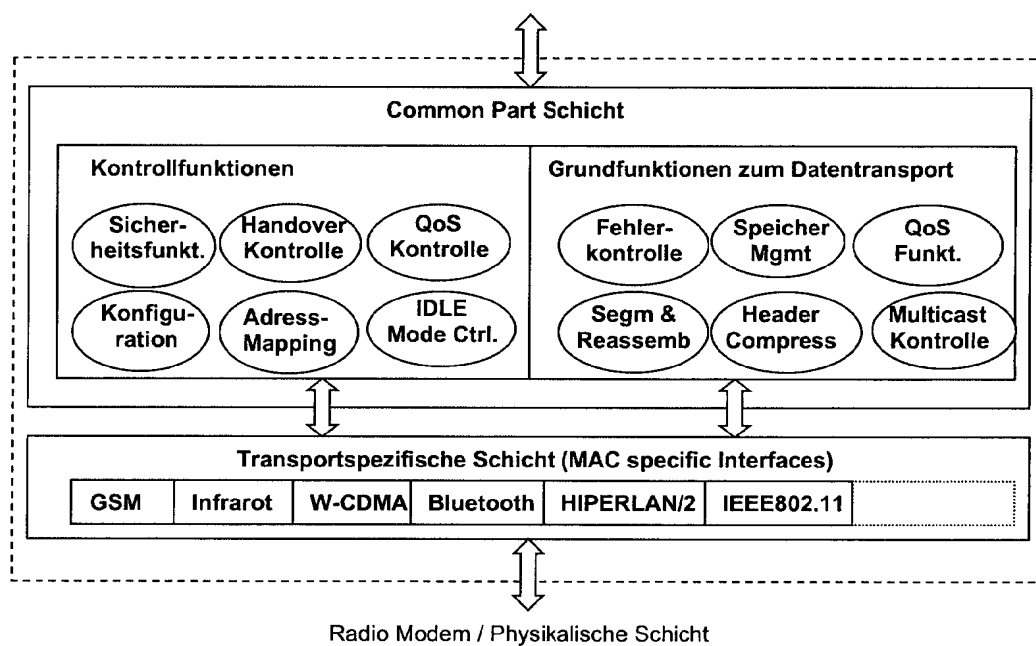 Common Part Schicht
Kontrollfunktionen
Sicher-
heitsfunkt.
Handover
Kontrolle
QoS
Kontrolle
Konfigu-
ration
Adress-
Mapping
IDLE
Mode Ctrl.
Grundfunktionen zum Datentransport
Fehler-
kontrolle
Speicher
Mgmt
QoS
Funkt.
Segm &
Reassemb
Header
Compress
Multicast
Kontrolle
Transportspezifische Schicht (MAC specific Interfaces)
GSM
Infrarot
W-CDMA
Bluetooth
HIPERLAN/2
IEEE802.11
Radio Modem / Physikalische Schicht